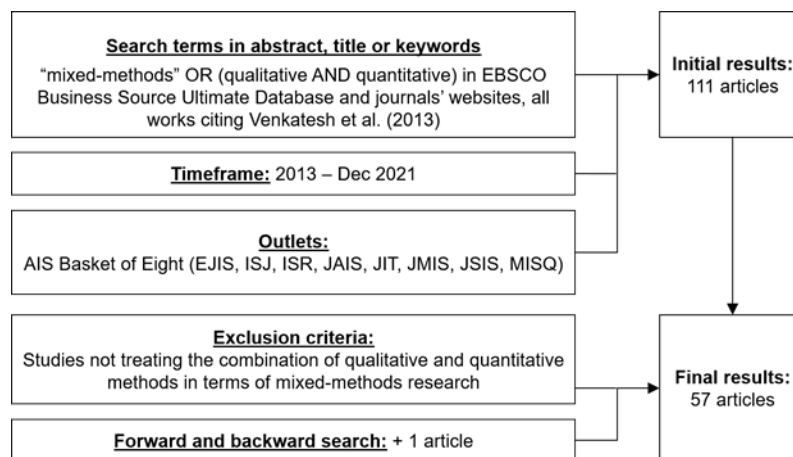 Search terms in abstract, title or keywords
“mixed-methods” OR (qualitative AND quantitative) in EBSCO
Business Source Ultimate Database and journals’ websites, all
works citing Venkatesh et al. (2013)
Initial results:
111 articles
Timeframe: 2013 – Dec 2021
Outlets:
AIS Basket of Eight (EJIS, ISJ, ISR, JAIS, JIT, JMIS, JSIS, MISQ)
Exclusion criteria:
Studies not treating the combination of qualitative and quantitative
methods in terms of mixed-methods research
Final results:
57 articles
Forward and backward search: + 1 article